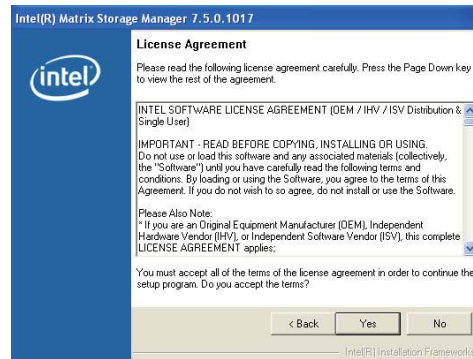 Intel(R) Matrix Storage Manager 7.5.0.1017
License Agreement
Please read the following license agreement carefully. Press the Page Down key
to view the rest of the agreement.
intel
INTEL SOFTWARE LICENSE AGREEMENT (OEM / IHV / ISV Distribution &
Single User)
IMPORTANT - READ BEFORE COPYING, INSTALLING OR USING.
Do not use or load this software and any associated materials (collectively,
the "Software") until you have carefully read the following terms and
conditions. By loading or using the Software, you agree to the terms of this
Agreement. If you do not wish to so agree, do not install or use the Software.
Please Also Note:
* If you are an Original Equipment Manufacturer (OEM), Independent
Hardware Vendor (IHV), or Independent Software Vendor (ISV), this complete
LICENSE AGREEMENT applies;
You must accept all of the terms of the license agreement in order to continue the
setup program. Do you accept the terms?
< Back Yes No
Intel(R) Installation Framework